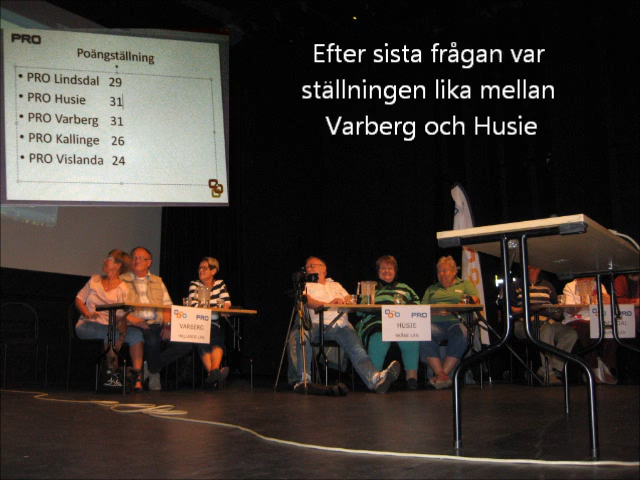 PRO
Poängställning
• PRO Lindsdal 29
• PRO Husie 31
• PRO Varberg 31
• PRO Kallinge 26
• PRO Vislanda 24
Efter sista frågan var
ställningen lika mellan
Varberg och Husie
PRO
VARBERG
PRO
HUSIE